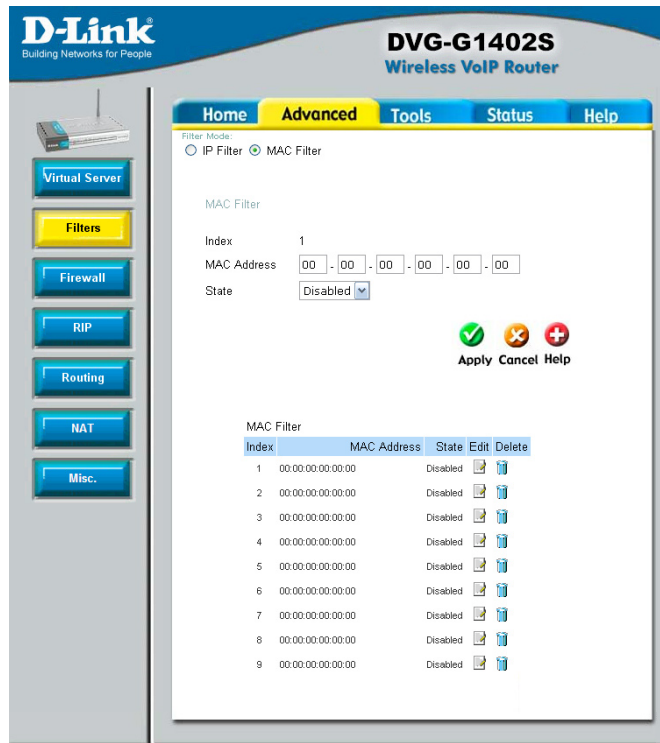 D-Link®
Building Networks for People
DVG-G1402S
Wireless VoIP Router
Home Advanced Tools Status Help
Virtual Server
Filters
Firewall
RIP
Routing
NAT
Misc.
Filter Mode:
IP Filter MAC Filter
MAC Filter
Index 1
MAC Address 00 - 00 - 00 - 00 - 00 - 00
State Disabled
Apply Cancel Help
MAC Filter
Index MAC Address State Edit Delete
1 00:00:00:00:00:00 Disabled
2 00:00:00:00:00:00 Disabled
3 00:00:00:00:00:00 Disabled
4 00:00:00:00:00:00 Disabled
5 00:00:00:00:00:00 Disabled
6 00:00:00:00:00:00 Disabled
7 00:00:00:00:00:00 Disabled
8 00:00:00:00:00:00 Disabled
9 00:00:00:00:00:00 Disabled